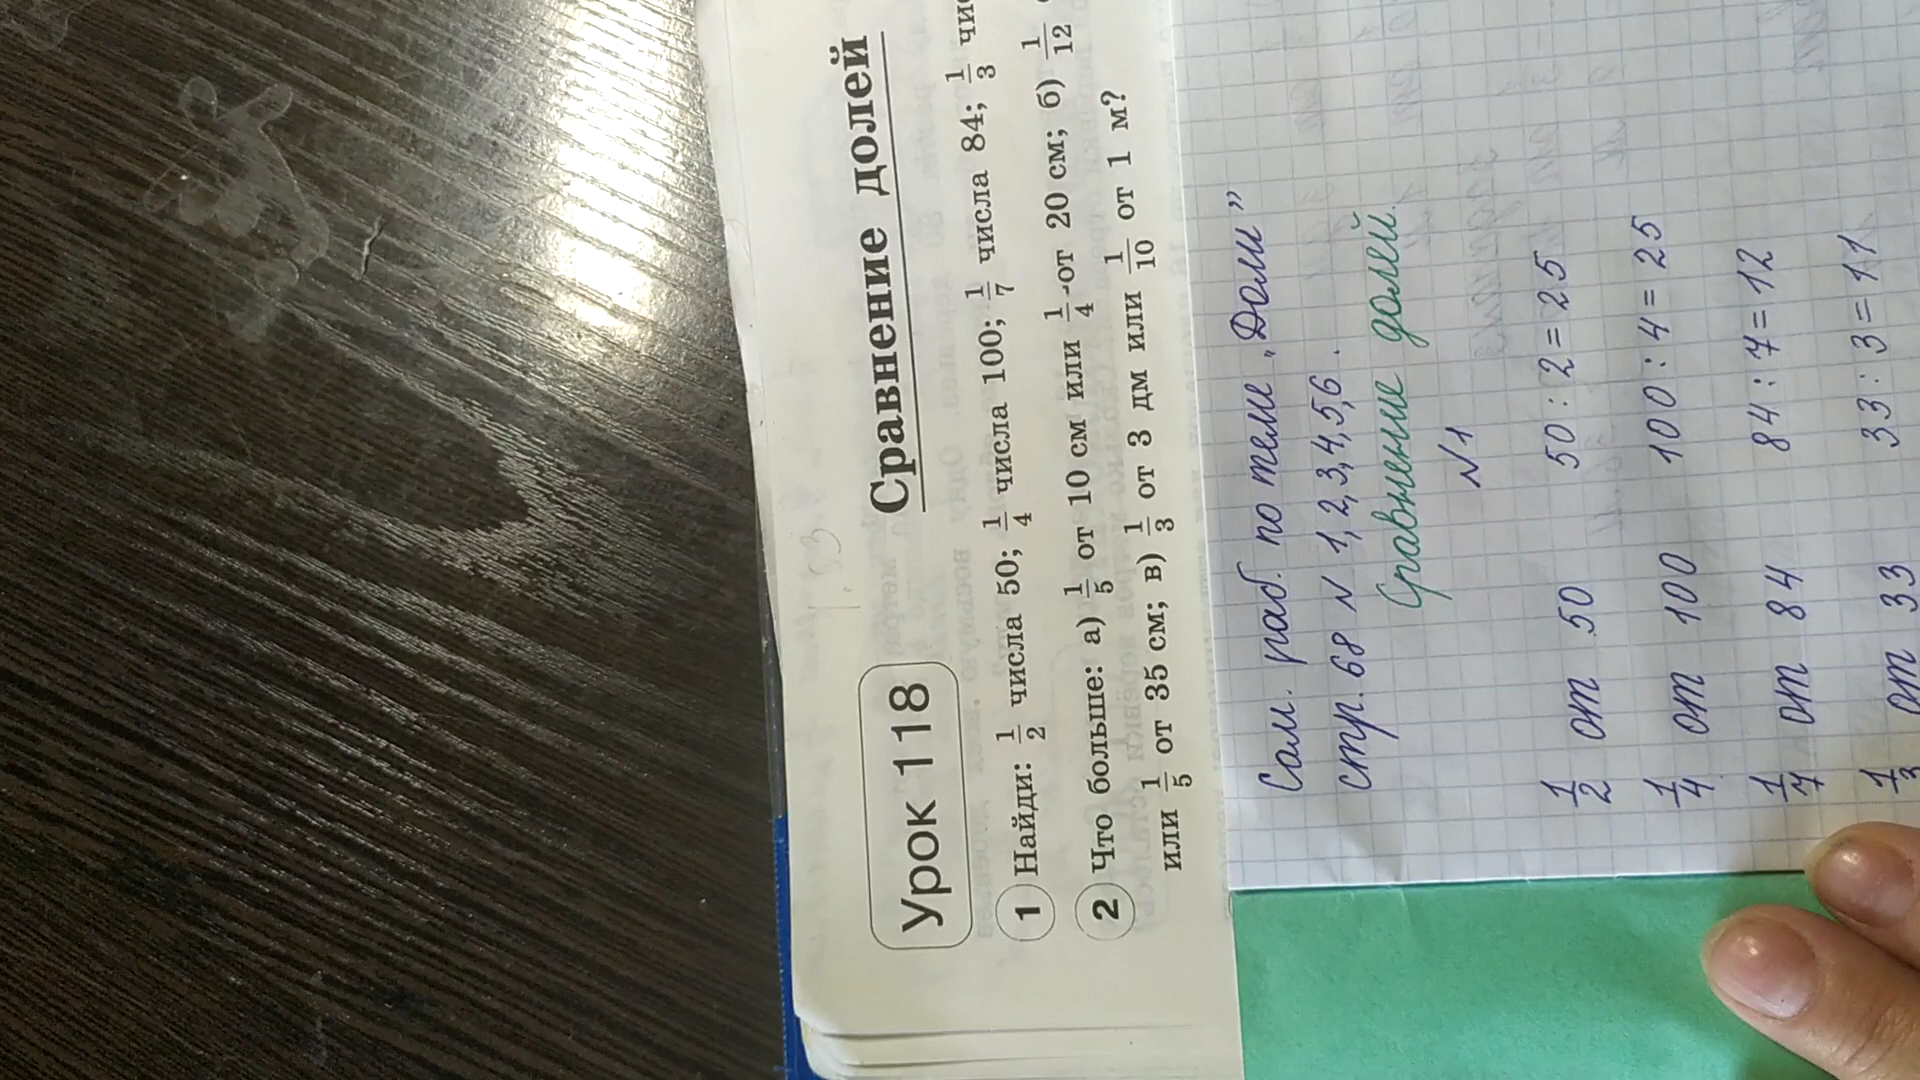 Урок 118
Сравнение долей
1 Найди: 1/2 числа 50; 1/4 числа 100; 1/7 числа 84; 1/3
2 Что больше: а) 1/5 от 10 см или 1/4 от 20 см; б) 1/12
или 1/5 от 35 см; в) 1/3 от 3 дм или 1/10 от 1 м?
Сам. раб. по теме „Доли”
стр. 68 N 1, 2, 3, 4, 5, 6.
Сравнение долей.
N 1
1/2 от 50 50 : 2 = 25
1/4 от 100 100 : 4 = 25
1/7 от 84 84 : 7 = 12
1/3 от 33 33 : 3 = 11